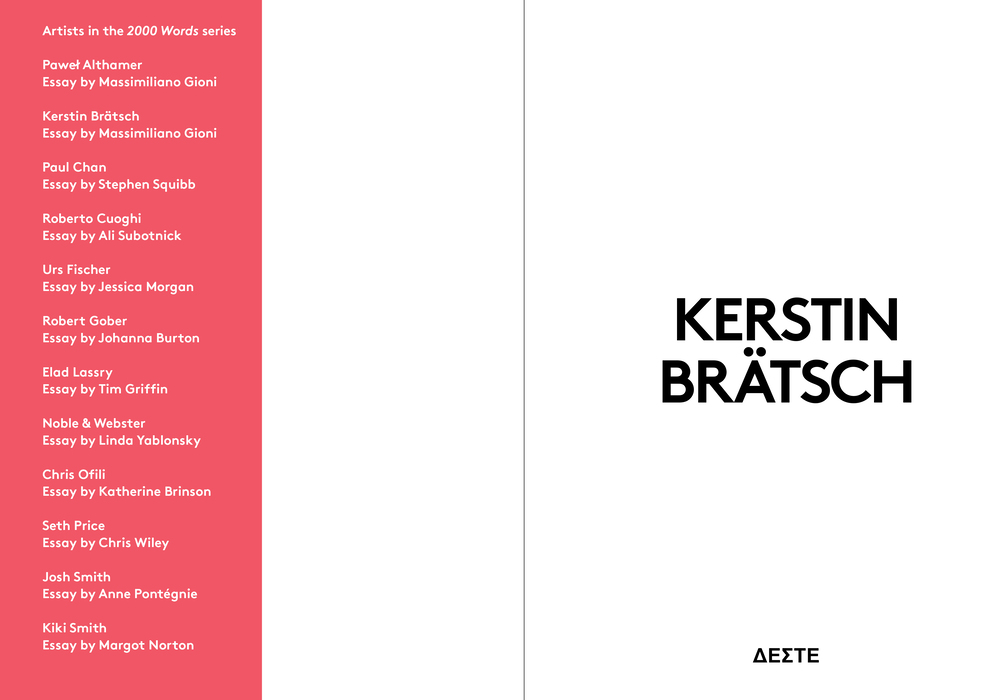 Artists in the 2000 Words series
Paweł Althamer
Essay by Massimiliano Gioni
Kerstin Brätsch
Essay by Massimiliano Gioni
Paul Chan
Essay by Stephen Squibb
Roberto Cuoghi
Essay by Ali Subotnick
Urs Fischer
Essay by Jessica Morgan
Robert Gober
Essay by Johanna Burton
Elad Lassry
Essay by Tim Griffin
Noble & Webster
Essay by Linda Yablonsky
Chris Ofili
Essay by Katherine Brinson
Seth Price
Essay by Chris Wiley
Josh Smith
Essay by Anne Pontégnie
Kiki Smith
Essay by Margot Norton
KERSTIN
BRÄTSCH
ΔΕΣΤΕ